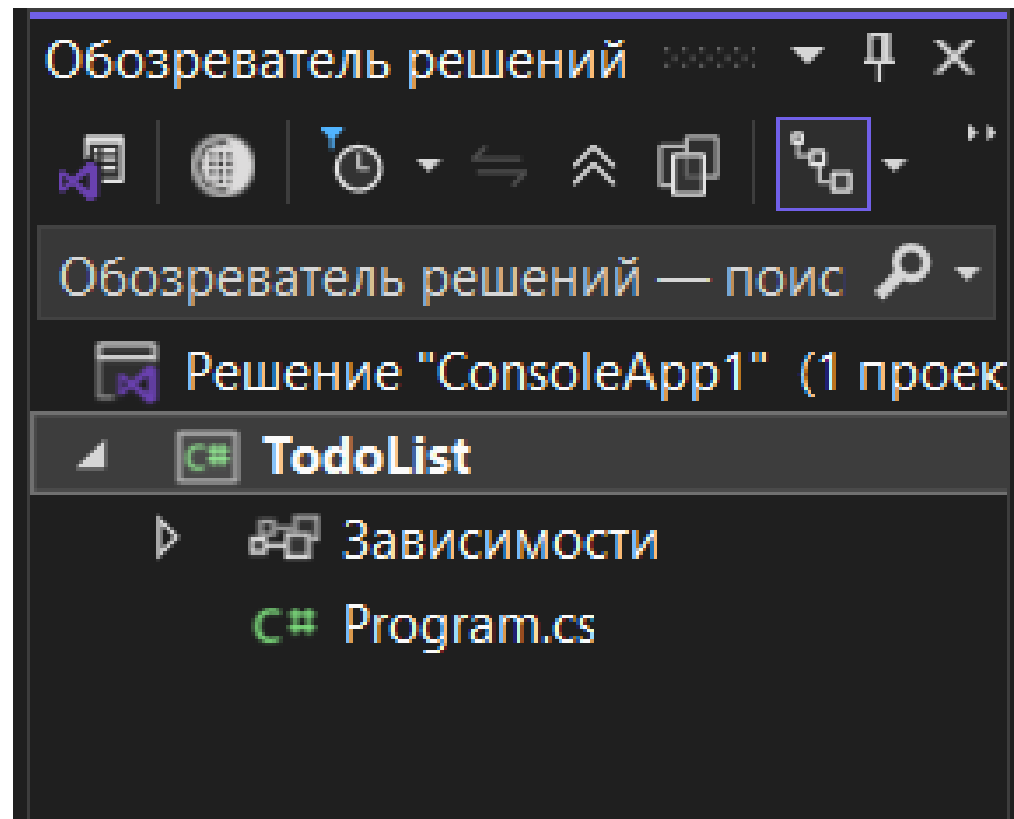 Обозреватель решений
Обозреватель решений — поис
Решение "ConsoleApp1" (1 проек
C# TodoList
Зависимости
C# Program.cs